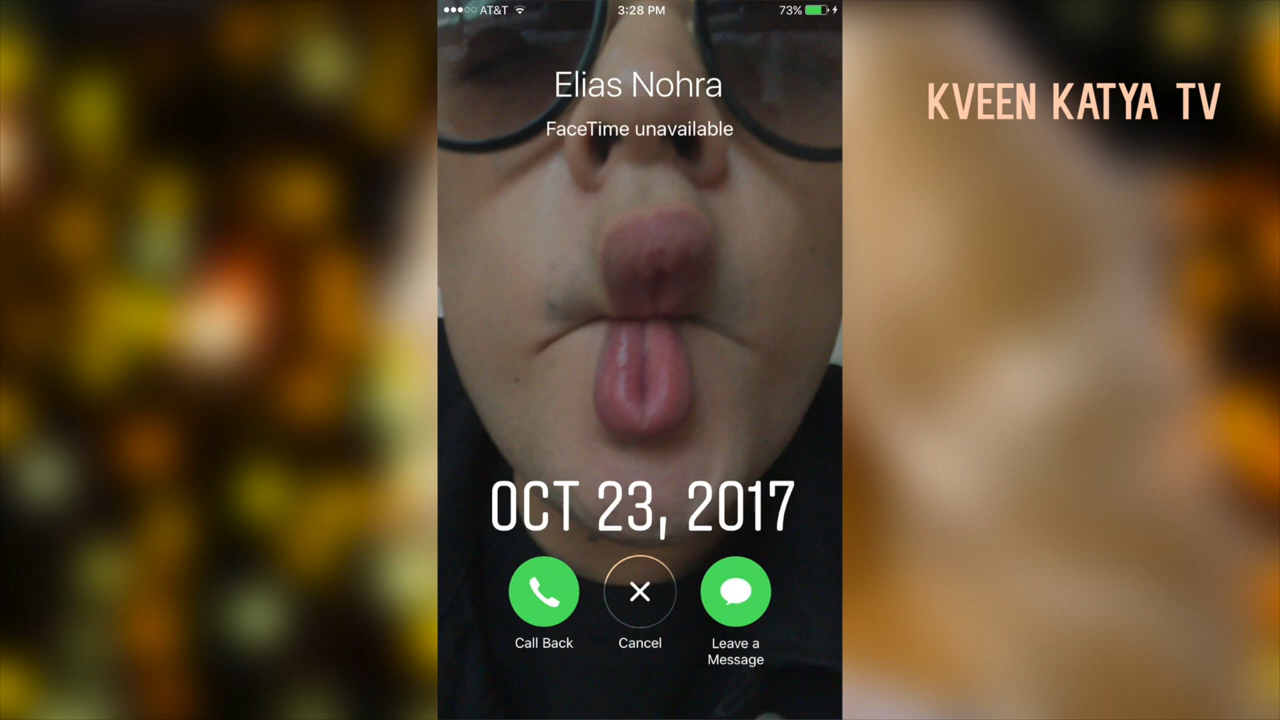 AT&T
3:28 PM
73%
Elias Nohra
FaceTime unavailable
KVEEN KATYA TV
OCT 23, 2017
Call Back
Cancel
Leave a
Message